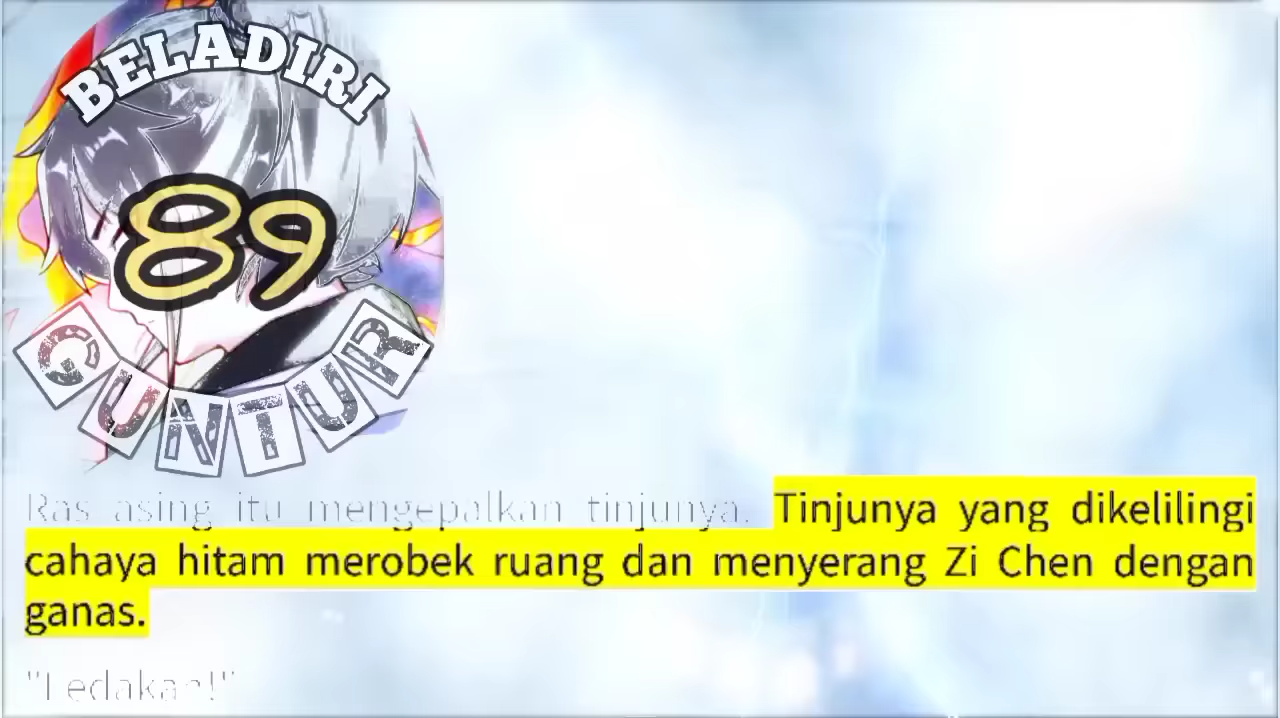 BELADIRI
89
GUNTUR
Ras asing itu mengepalkan tinjunya. Tinjunya yang dikelilingi
cahaya hitam merobek ruang dan menyerang Zi Chen dengan
ganas.
"Ledakan!"